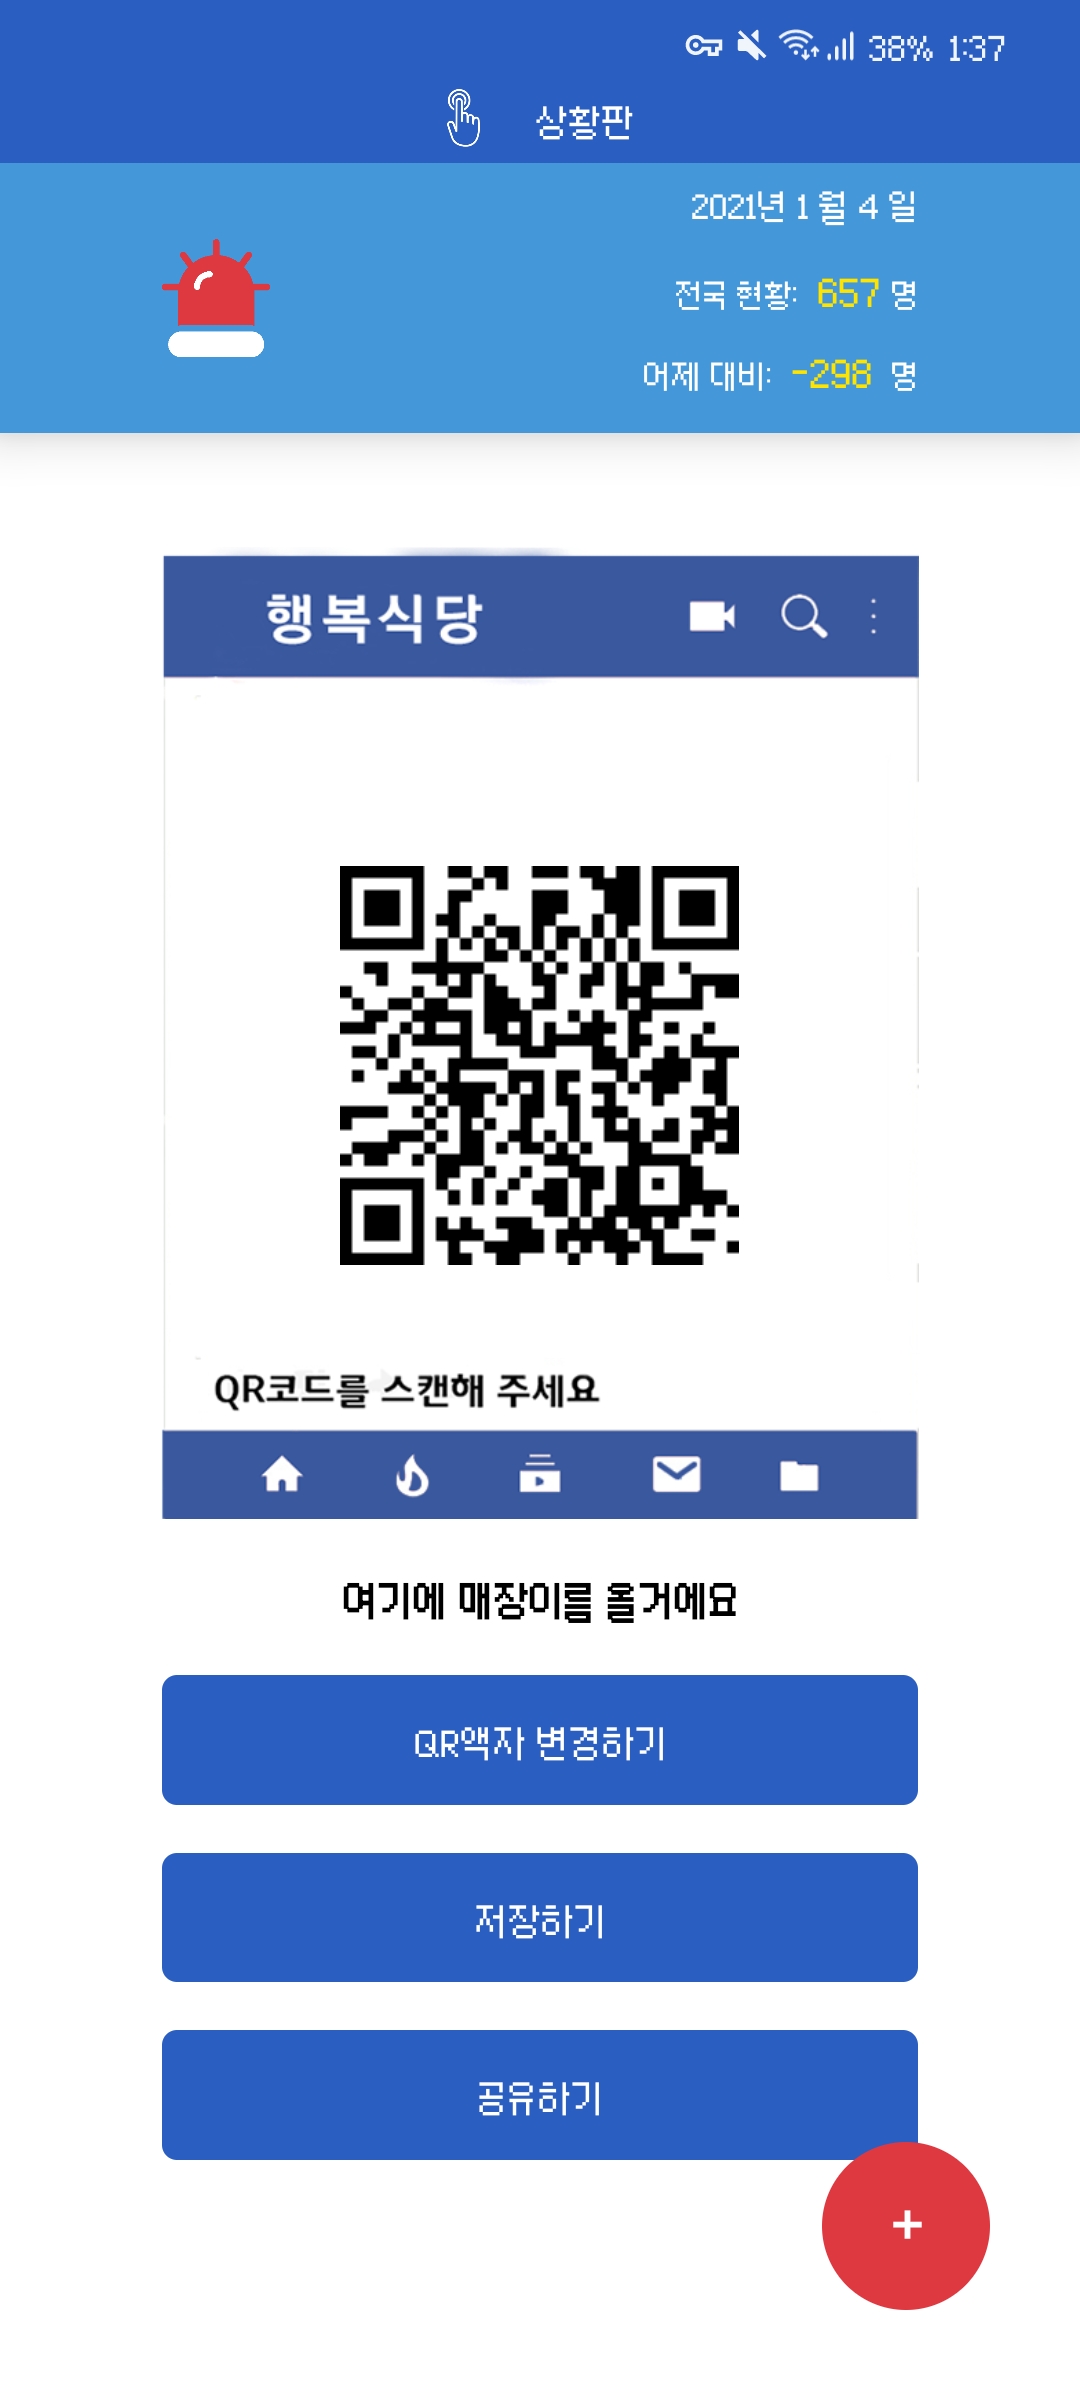 38% 1:37
상황판
2021년 1 월 4 일
전국 현황: 657 명
어제 대비: -298 명
행복식당
QR코드를 스캔해 주세요
여기에 매장이름 올거에요
QR액자 변경하기
저장하기
공유하기
+